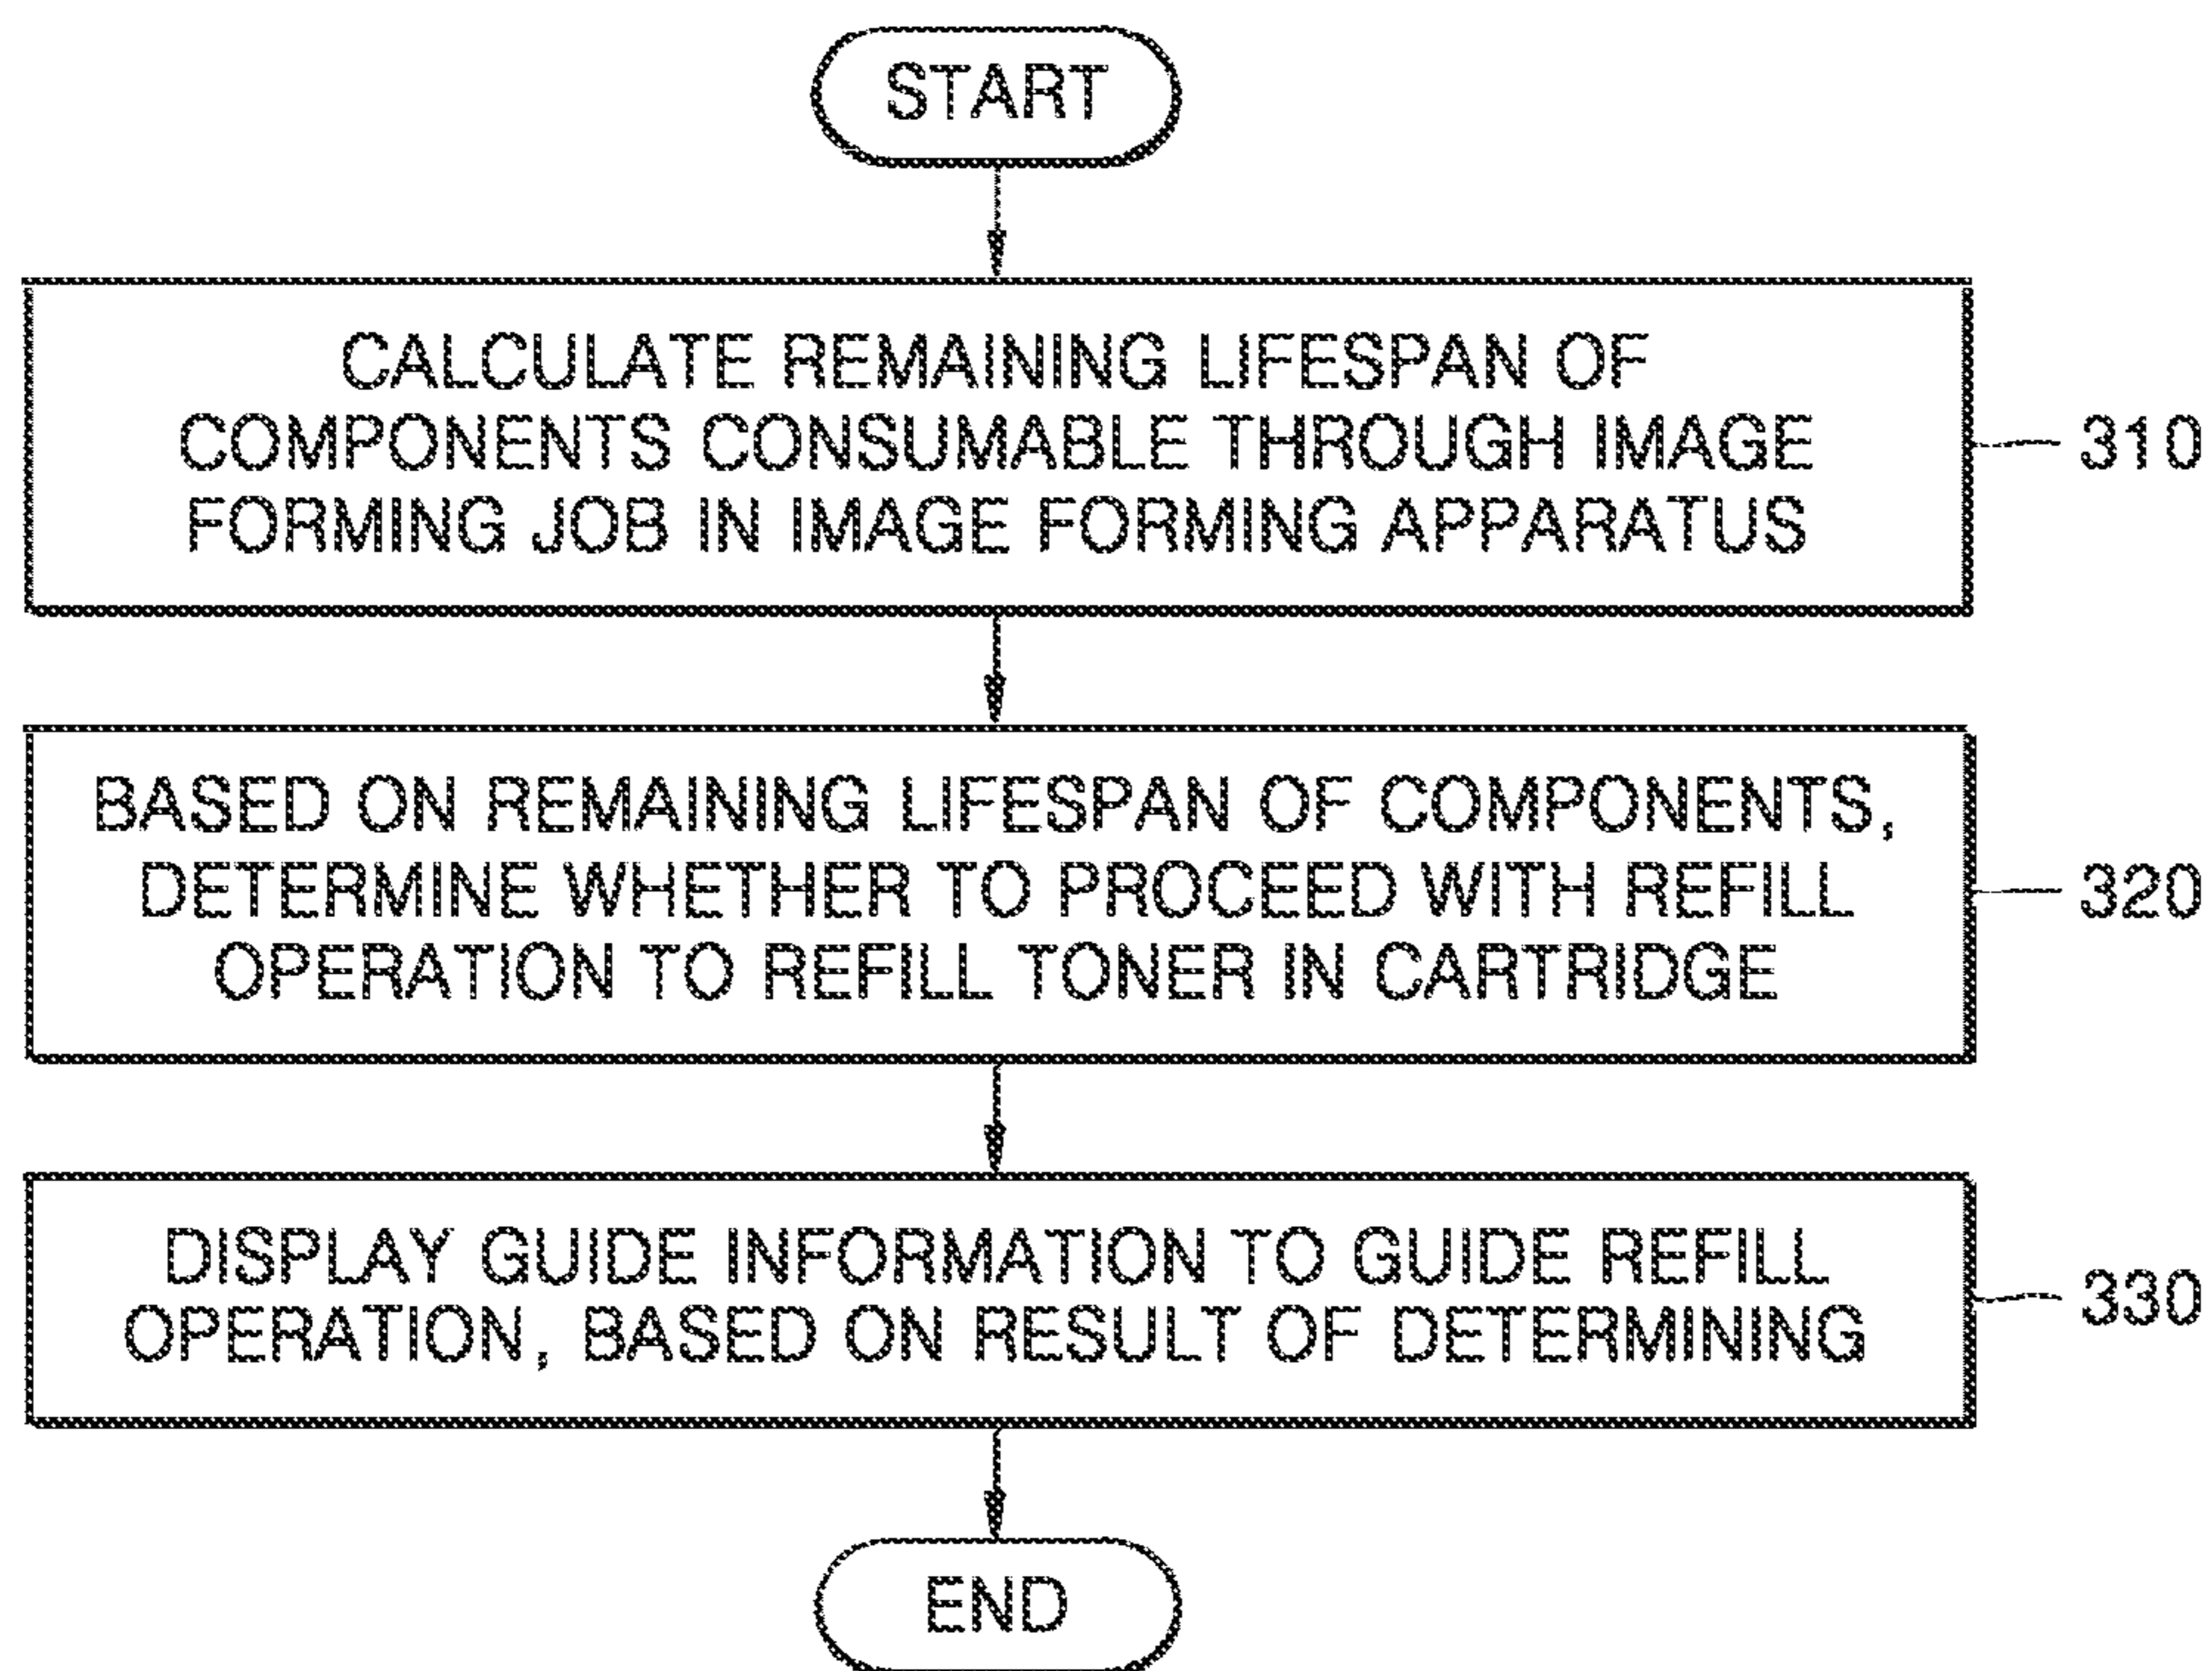 START
CALCULATE REMAINING LIFESPAN OF
COMPONENTS CONSUMABLE THROUGH IMAGE
FORMING JOB IN IMAGE FORMING APPARATUS
310
BASED ON REMAINING LIFESPAN OF COMPONENTS,
DETERMINE WHETHER TO PROCEED WITH REFILL
OPERATION TO REFILL TONER IN CARTRIDGE
320
DISPLAY GUIDE INFORMATION TO GUIDE REFILL
OPERATION, BASED ON RESULT OF DETERMINING
330
END